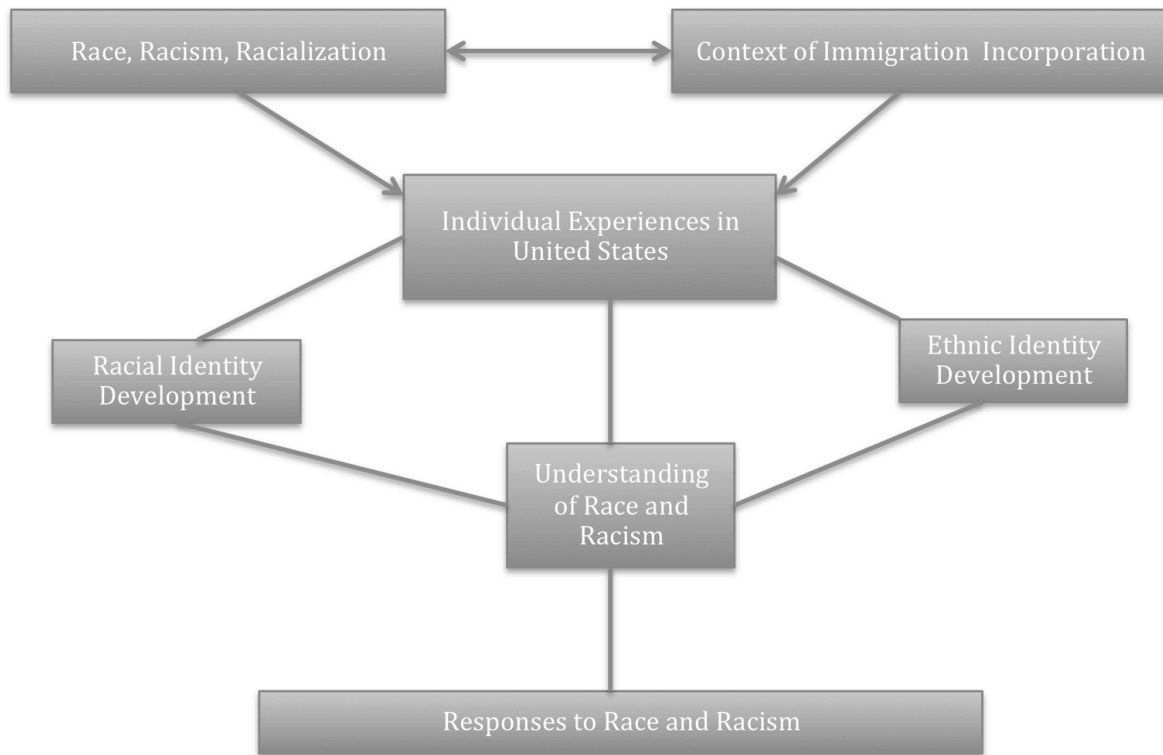 Race, Racism, Racialization
Context of Immigration Incorporation
Individual Experiences in
United States
Racial Identity
Development
Ethnic Identity
Development
Understanding
of Race and
Racism
Responses to Race and Racism